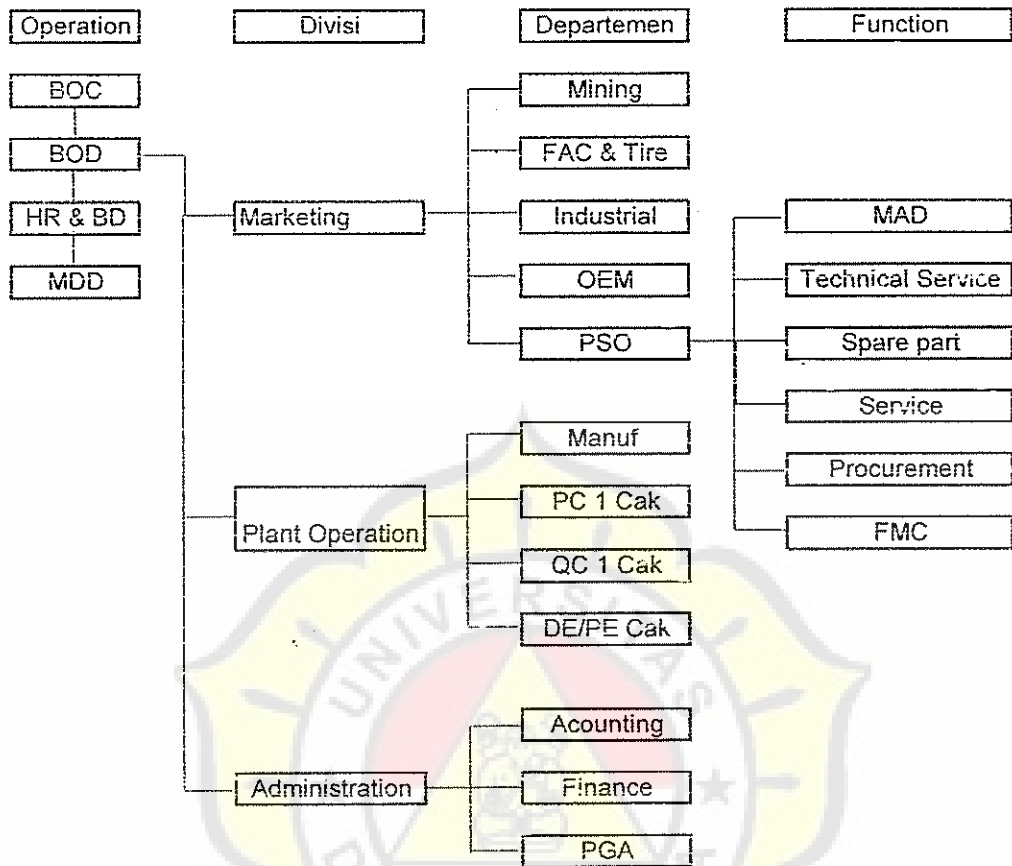 Operation
Divisi
Departemen
Function
BOC
BOD
HR & BD
MDD
Marketing
Plant Operation
Administration
Mining
FAC & Tire
Industrial
OEM
PSO
Manuf
PC 1 Cak
QC 1 Cak
DE/PE Cak
Acounting
Finance
PGA
MAD
Technical Service
Spare part
Service
Procurement
FMC
UNIVERSITAS